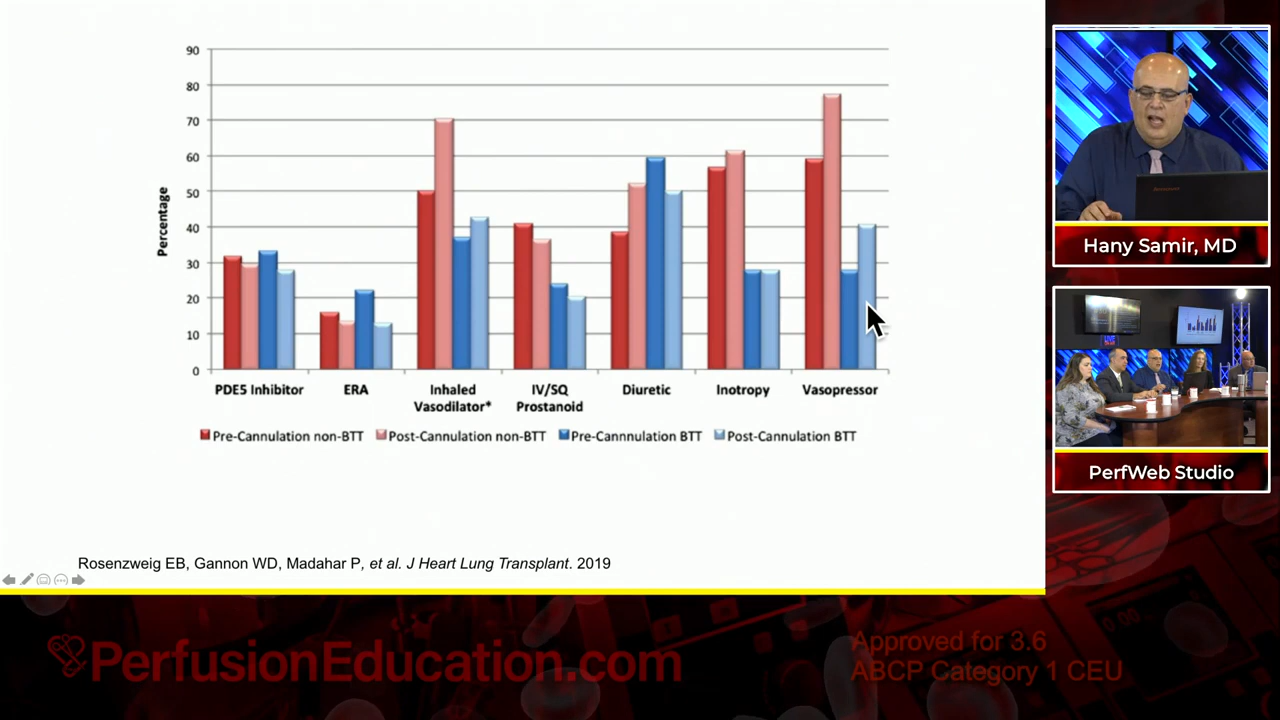 90
80
70
60
50
40
30
20
10
0
Percentage
PDE5 Inhibitor
ERA
Inhaled
Vasodilator*
IV/SQ
Prostanoid
Diuretic
Inotropy
Vasopressor
Pre-Cannulation non-BTT
Post-Cannulation non-BTT
Pre-Cannnulation BTT
Post-Cannulation BTT
Rosenzweig EB, Gannon WD, Madahar P, et al. J Heart Lung Transplant. 2019
Hany Samir, MD
PerfWeb Studio
PerfusionEducation.com
Approved for 3.6
ABCP Category 1 CEU